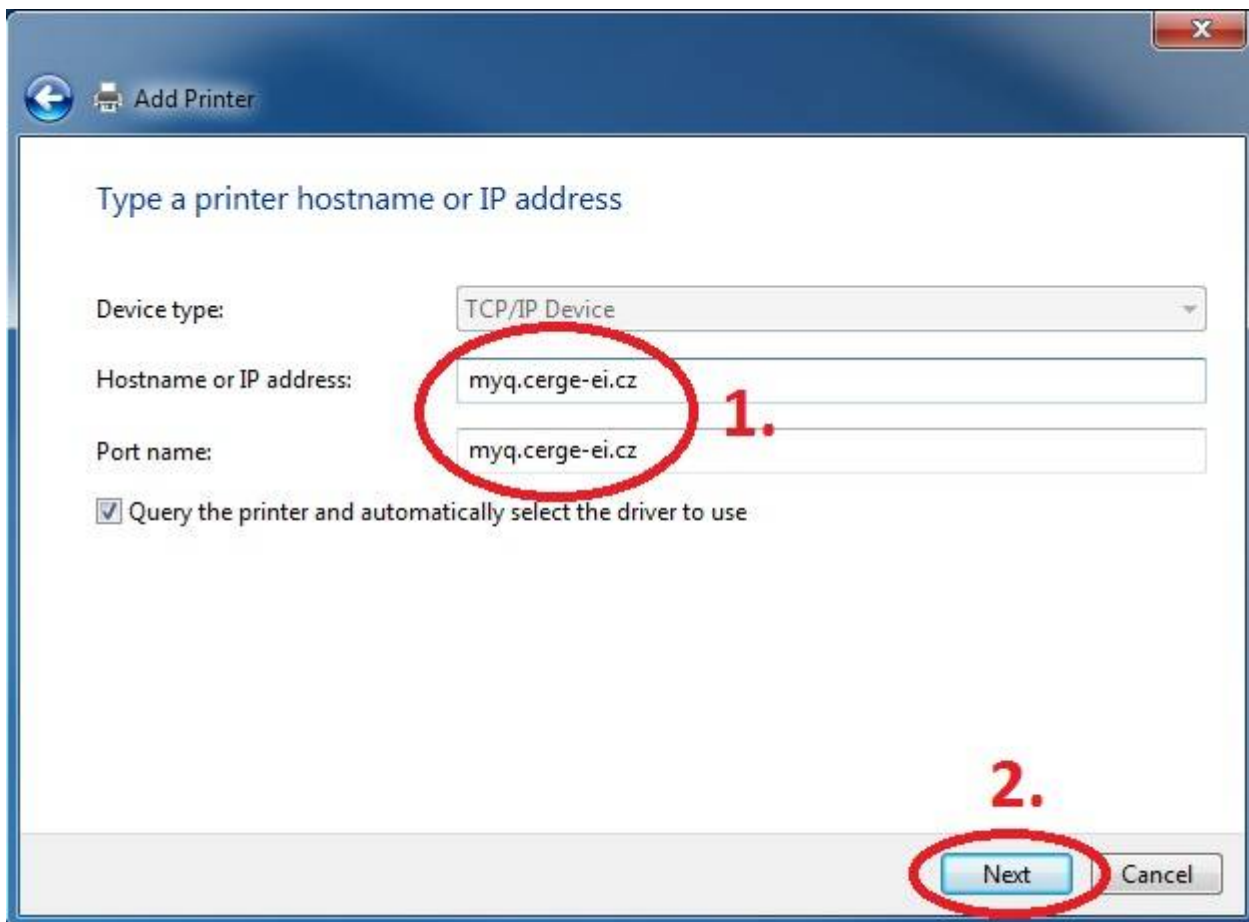 Add Printer
Type a printer hostname or IP address
Device type: TCP/IP Device
Hostname or IP address: myq.cerge-ei.cz
1.
Port name: myq.cerge-ei.cz
Query the printer and automatically select the driver to use
2.
Next Cancel